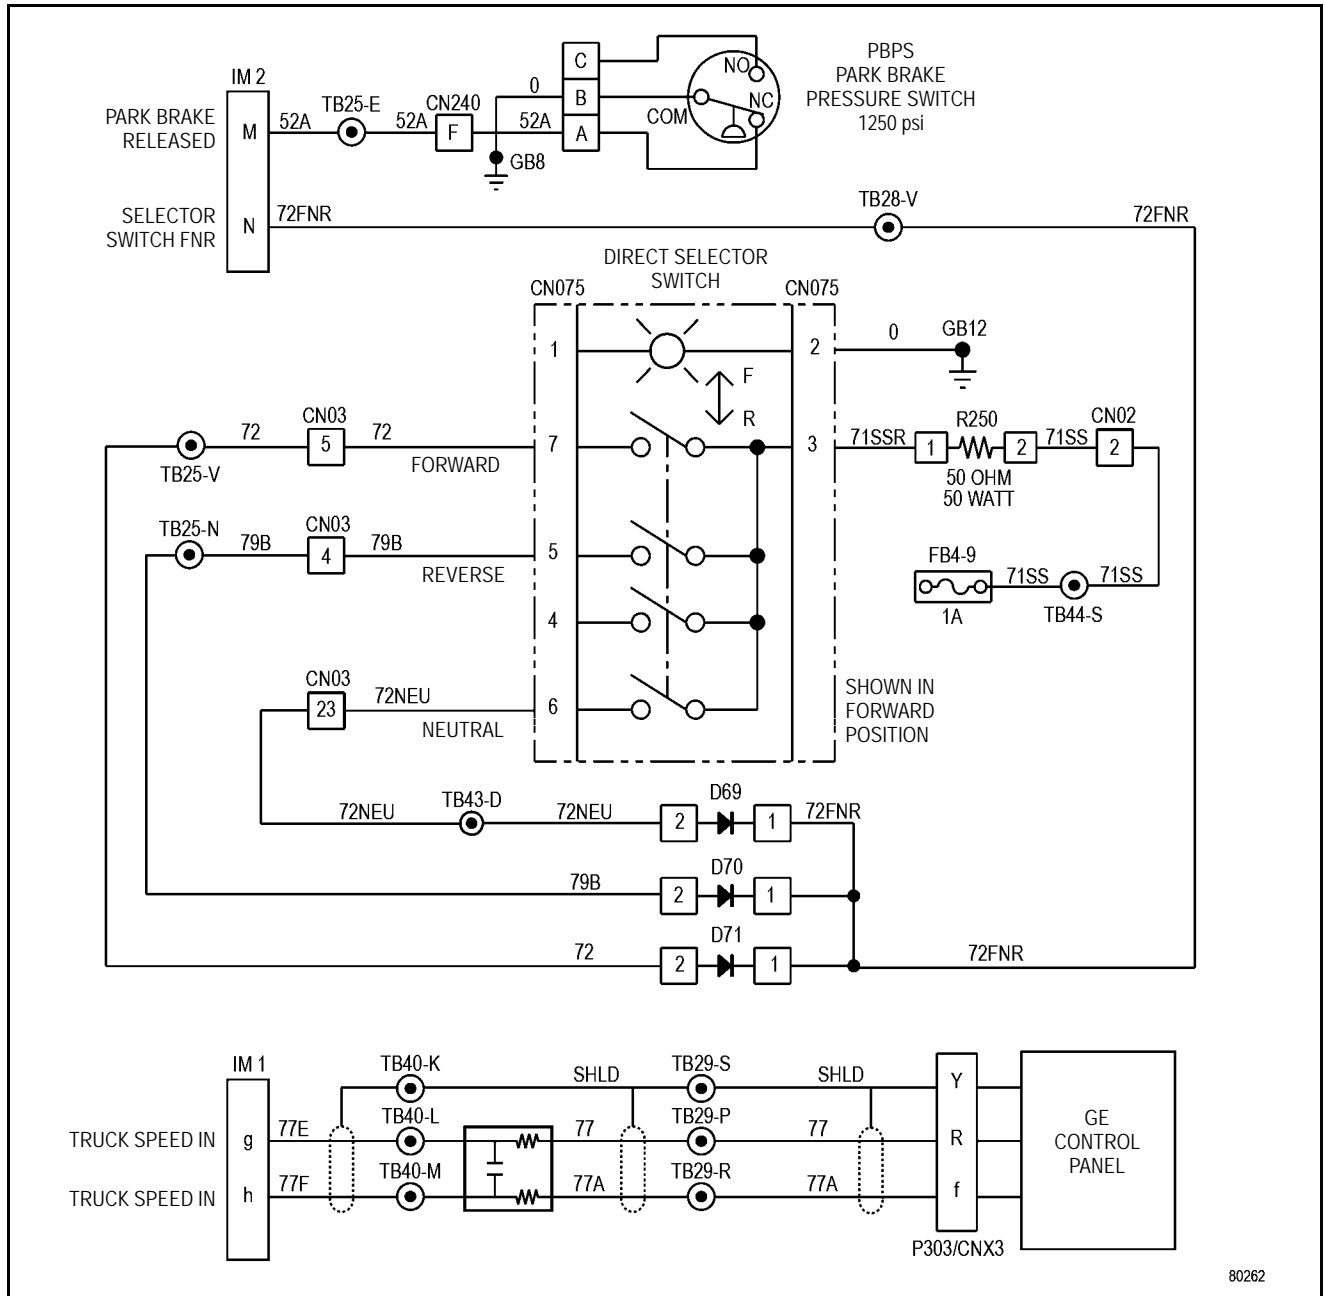 PBPS
PARK BRAKE
PRESSURE SWITCH
1250 psi
C
B
A
NO
NC
COM
0
IM 2
PARK BRAKE
RELEASED
M
52A
TB25-E
52A
CN240
F
52A
GB8
SELECTOR
SWITCH FNR
N
72FNR
TB28-V
72FNR
DIRECT SELECTOR
SWITCH
CN075
CN075
1
2
0
GB12
F
R
TB25-V
72
CN03
5
72
FORWARD
7
3
71SSR
1
R250
2
71SS
CN02
2
50 OHM
50 WATT
TB25-N
79B
CN03
4
79B
REVERSE
5
FB4-9
1A
71SS
TB44-S
71SS
4
CN03
23
72NEU
NEUTRAL
6
SHOWN IN
FORWARD
POSITION
72NEU
TB43-D
72NEU
2
D69
1
72FNR
79B
2
D70
1
72
2
D71
1
72FNR
IM 1
TB40-K
SHLD
TB29-S
SHLD
Y
TRUCK SPEED IN
g
77E
TB40-L
77
TB29-P
77
R
TRUCK SPEED IN
h
77F
TB40-M
77A
TB29-R
77A
f
P303/CNX3
GE
CONTROL
PANEL
80262